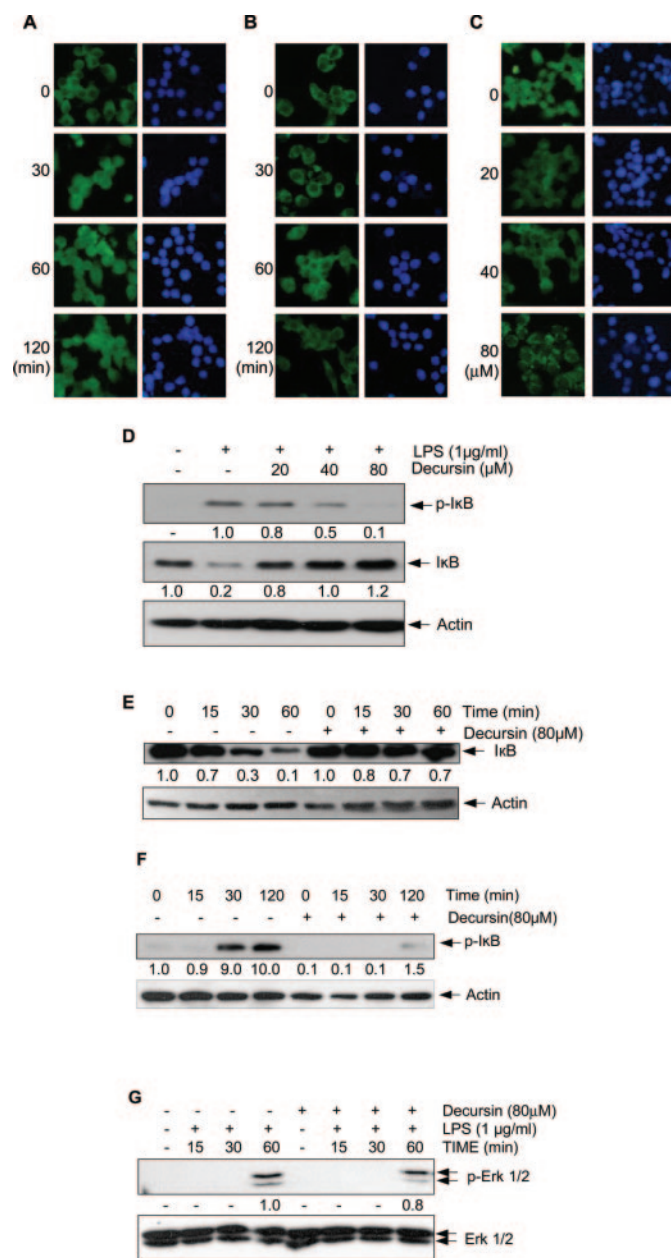 A B C
0 0 0
30 30 20
60 60 40
120 120 80
(min) (min) (µM)
D
- + + + + LPS (1µg/ml)
- - 20 40 80 Decursin (µM)
p-IκB
- 1.0 0.8 0.5 0.1
IκB
1.0 0.2 0.8 1.0 1.2
Actin
E
0 15 30 60 0 15 30 60 Time (min)
- - - - + + + + Decursin (80µM)
IκB
1.0 0.7 0.3 0.1 1.0 0.8 0.7 0.7
Actin
F
0 15 30 120 0 15 30 120 Time (min)
- - - - + + + + Decursin(80µM)
p-IκB
1.0 0.9 9.0 10.0 0.1 0.1 0.1 1.5
Actin
G
- - - - + + + + Decursin (80µM)
- + + + - + + + LPS (1 µg/ml)
- 15 30 60 - 15 30 60 TIME (min)
p-Erk 1/2
- - - 1.0 - - - 0.8
Erk 1/2